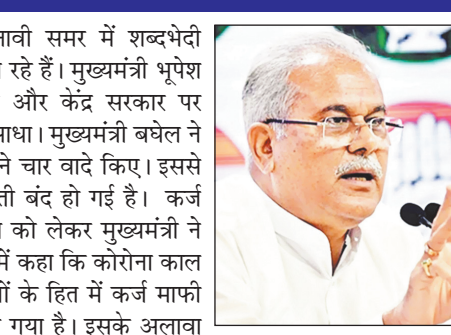 नावी समर में शब्दभेदी
रहे हैं। मुख्यमंत्री भूपेश
और केंद्र सरकार पर
साधा। मुख्यमंत्री बघेल ने
ने चार वादे किए। इससे
ती बंद हो गई है। कर्ज
को लेकर मुख्यमंत्री ने
में कहा कि कोरोना काल
ों के हित में कर्ज माफी
गया है। इसके अलावा